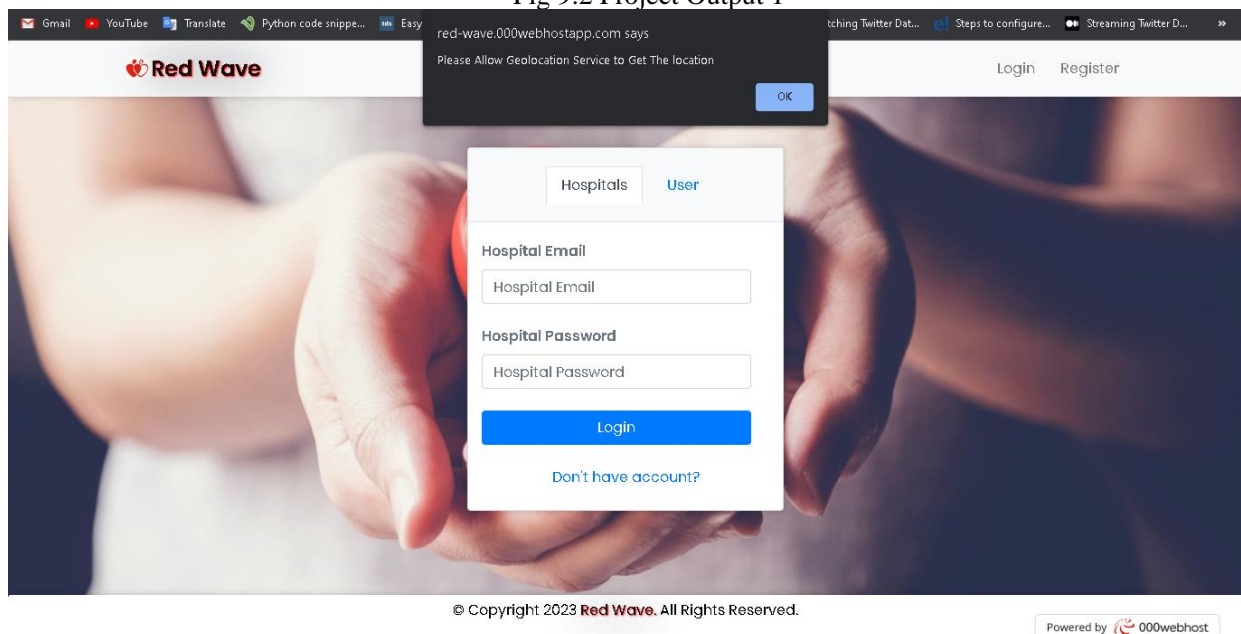 Fig 9.2 Project Output 1
Gmail YouTube Translate Python code snippe... Easy tching Twitter Dat... Steps to configure... Streaming Twitter D... »
red-wave.000webhostapp.com says
Please Allow Geolocation Service to Get The location
OK
Red Wave Login Register
Hospitals User
Hospital Email
Hospital Email
Hospital Password
Hospital Password
Login
Don't have account?
© Copyright 2023 Red Wave. All Rights Reserved.
Powered by 000webhost